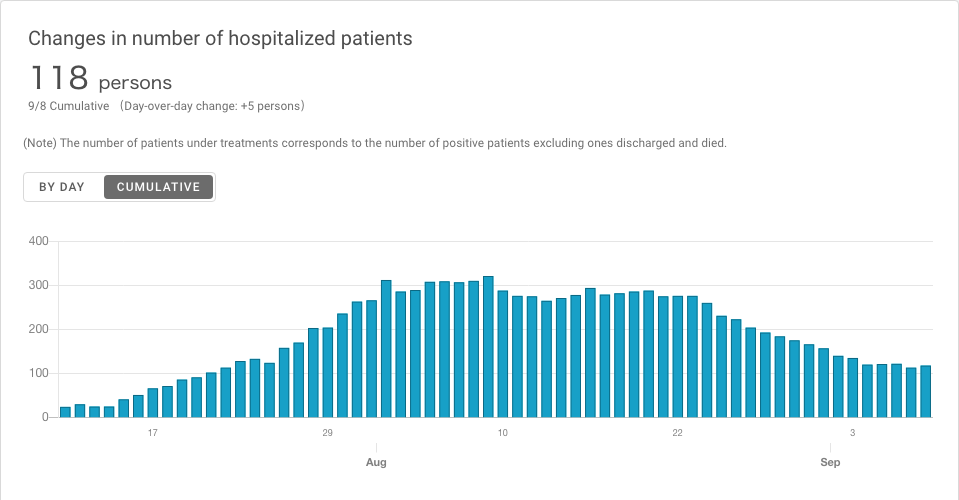 Changes in number of hospitalized patients
118 persons
9/8 Cumulative (Day-over-day change: +5 persons)
(Note) The number of patients under treatments corresponds to the number of positive patients excluding ones discharged and died.
BY DAY CUMULATIVE
400
300
200
100
0
17 29 10 22 3
Aug Sep